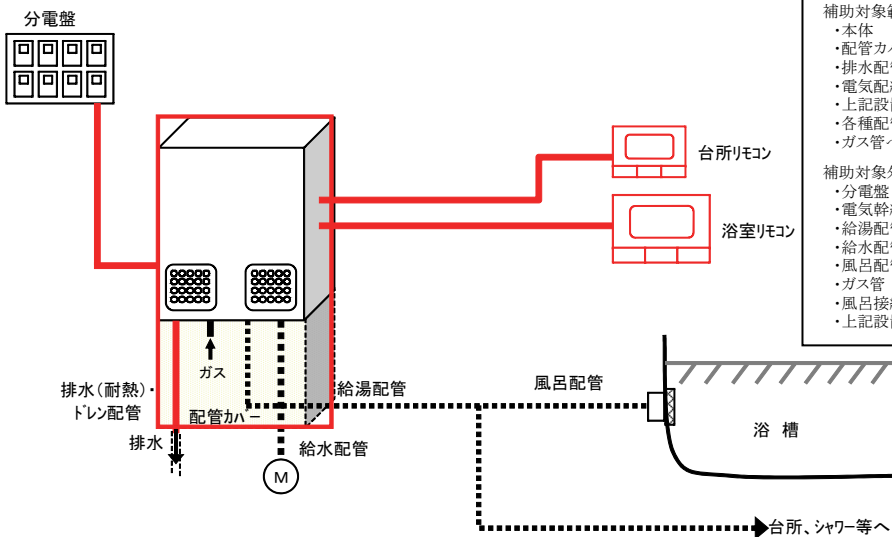 分電盤
台所リモコン
浴室リモコン
ガス
排水(耐熱)・
ドレン配管
配管カバー
排水
給湯配管
給水配管
M
風呂配管
浴 槽
台所、シャワー等へ
補助対象
・本体
・配管カ
・排水配
・電気配
・上記設
・各種配
・ガス管
補助対象
・分電盤
・電気幹
・給湯配
・給水配
・風呂配
・ガス管
・風呂接
・上記設